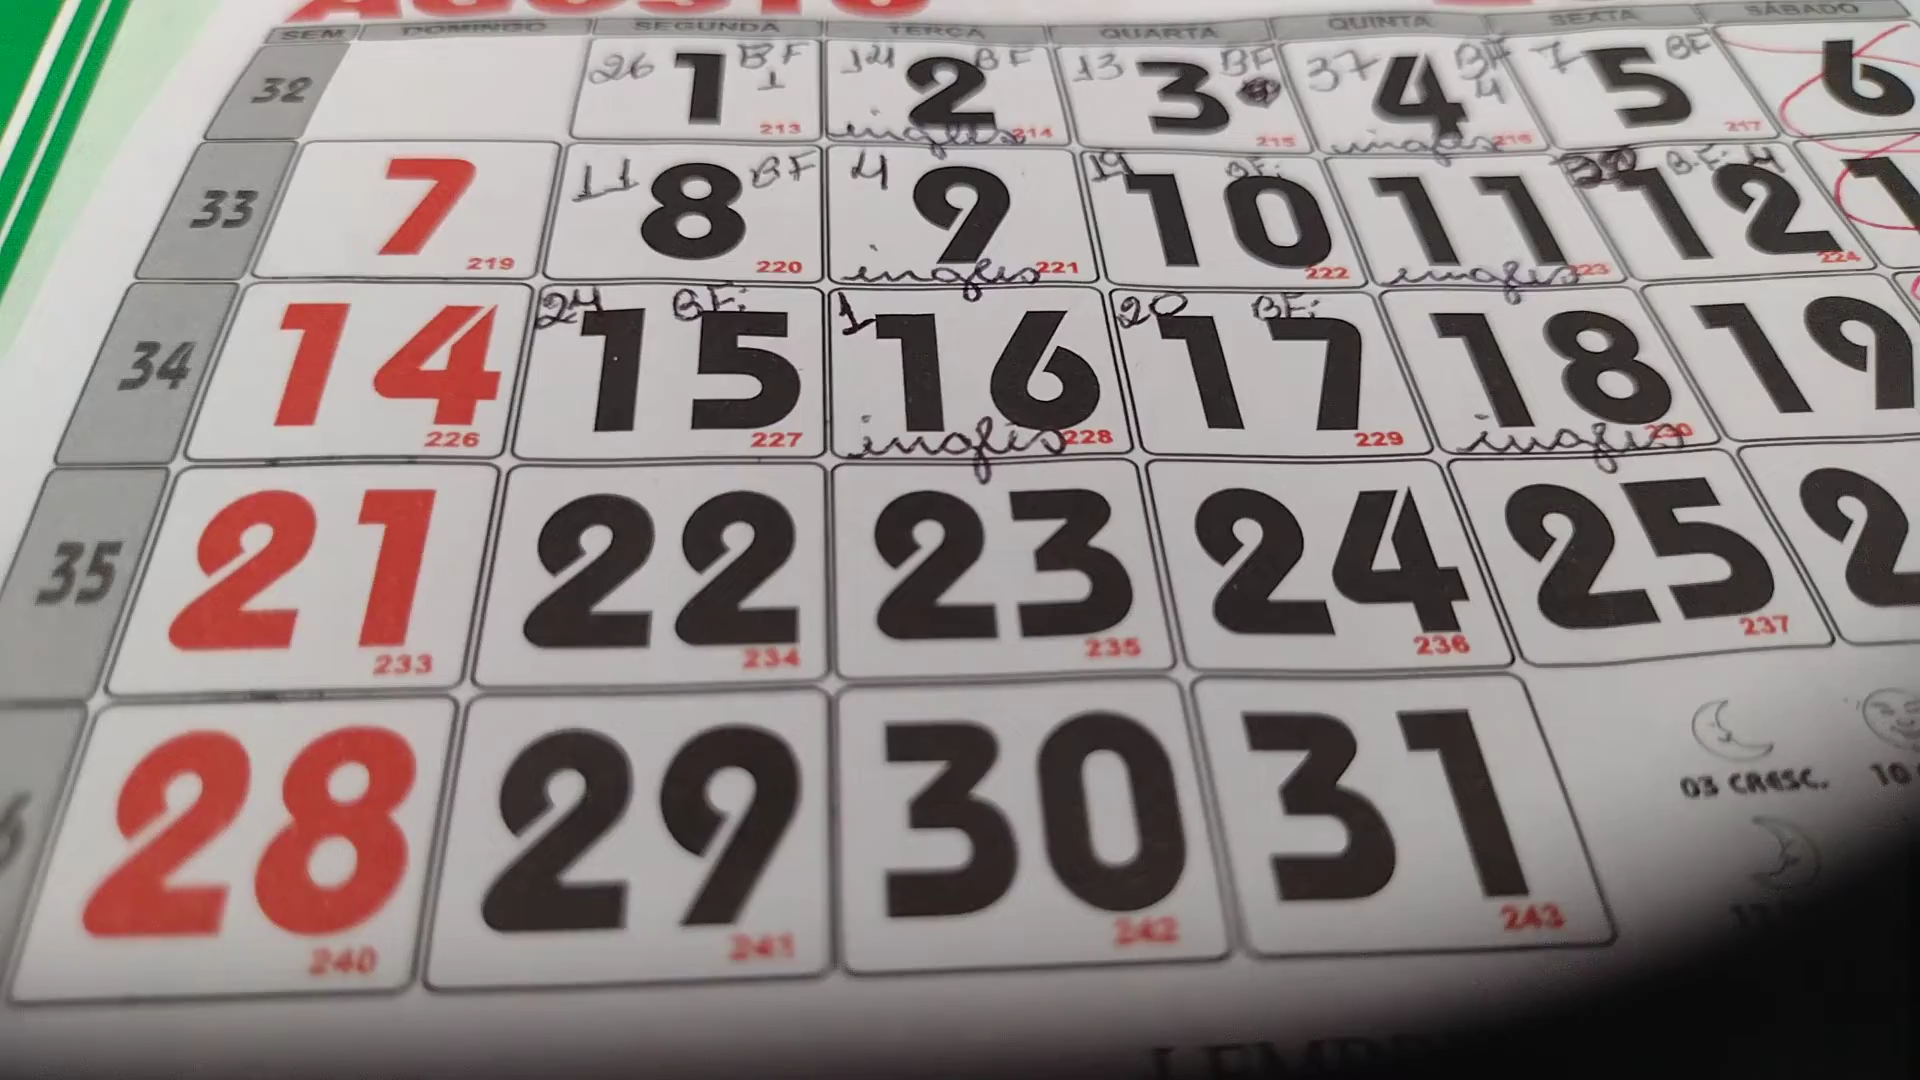 AGOSTO
SEM. DOMINGO SEGUNDA TERÇA QUARTA QUINTA SEXTA SÁBADO
32 26 1 BF 1 213 14 2 BF inglês 214 13 3 BF 215 37 4 BF 4 inglês 216 7 5 BF 217 6
33 7 219 11 8 BF 220 4 9 inglês 221 19 10 BF: 222 11 inglês 223 12 B.F: 4 224
34 14 226 24 15 BF: 227 1 16 inglês 228 20 17 BF: 229 18 inglês 230 19
35 21 233 22 234 23 235 24 236 25 237
28 240 29 241 30 242 31 243
03 CRESC. 10